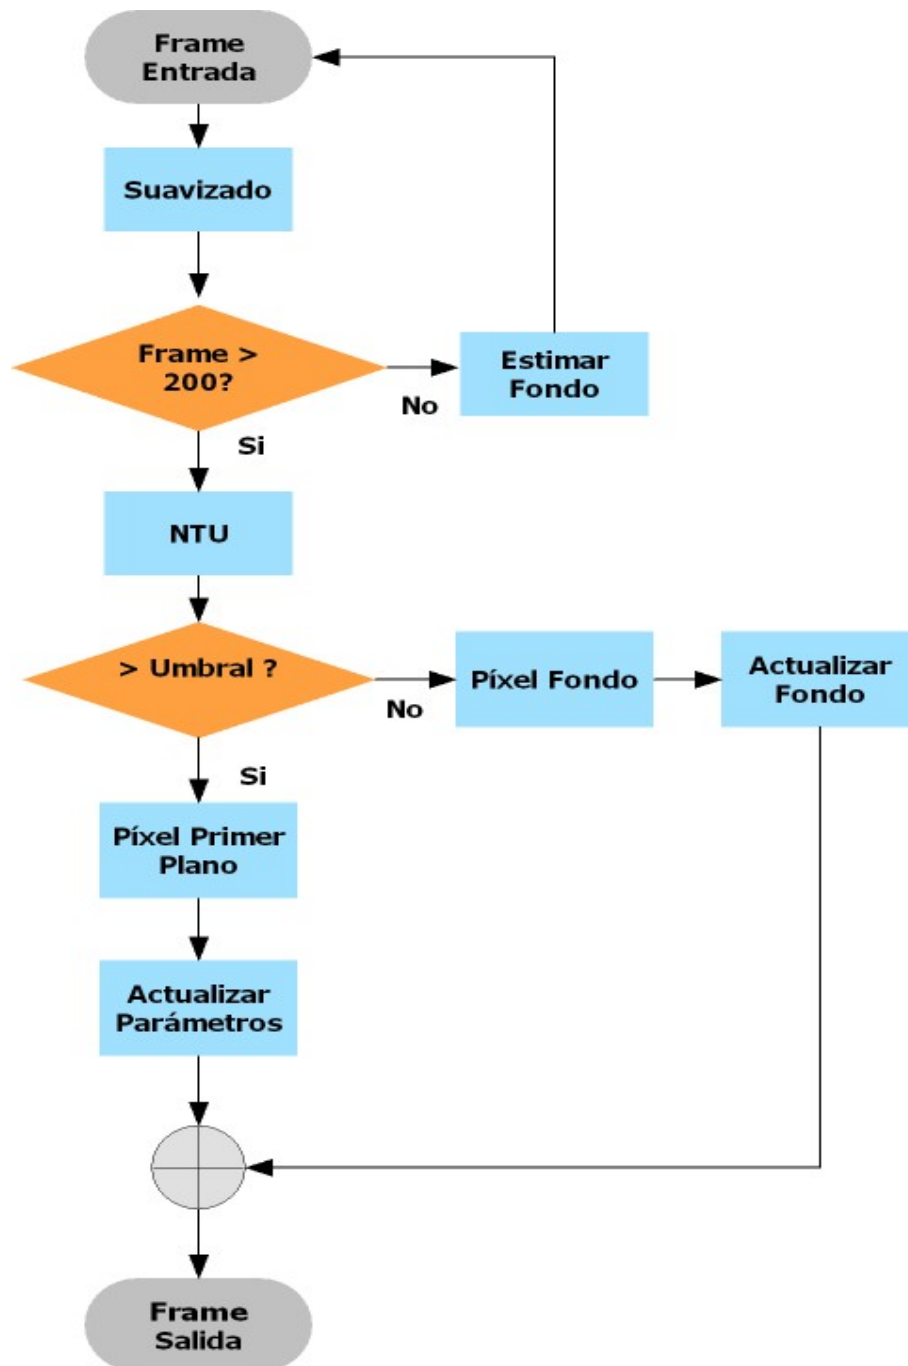 Frame
Entrada
Suavizado
Frame >
200?
No
Estimar
Fondo
Si
NTU
> Umbral ?
No
Píxel Fondo
Actualizar
Fondo
Si
Píxel Primer
Plano
Actualizar
Parámetros
Frame
Salida